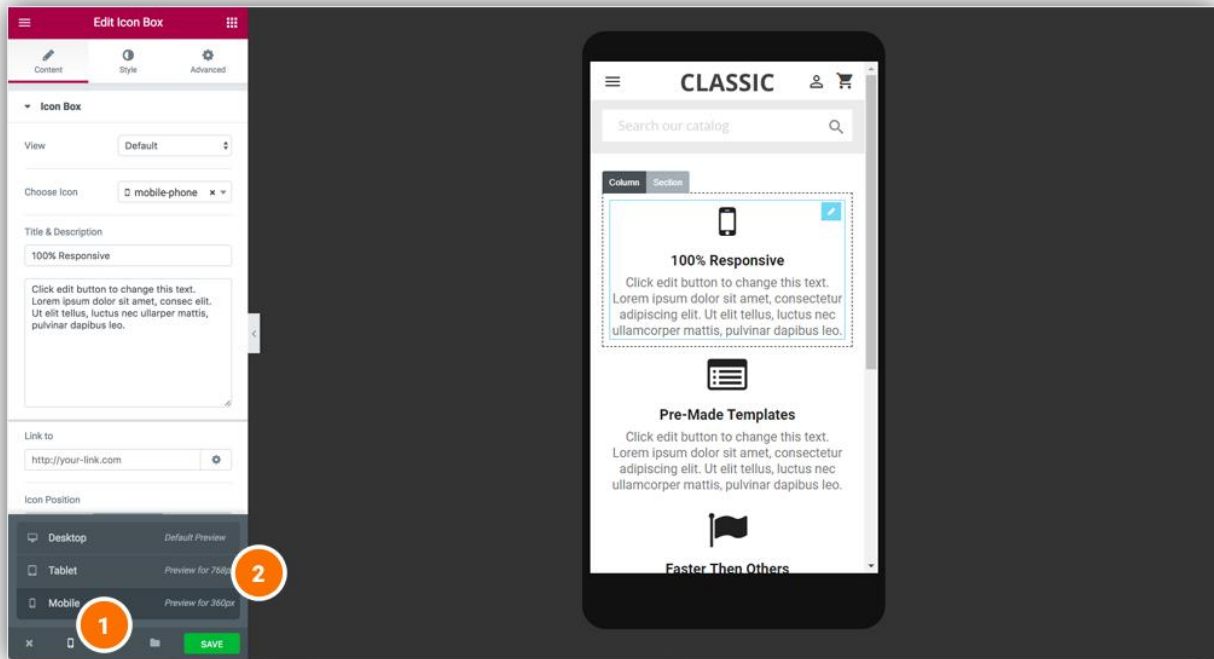 Edit Icon Box
Content
Style
Advanced
Icon Box
View
Default
Choose Icon
mobile-phone
Title & Description
100% Responsive
Click edit button to change this text.
Lorem ipsum dolor sit amet, consec elit.
Ut elit tellus, luctus nec ullarper mattis,
pulvinar dapibus leo.
Link to
http://your-link.com
Icon Position
Desktop
Default Preview
Tablet
Preview for 768p
2
Mobile
Preview for 360px
1
SAVE
CLASSIC
Search our catalog
Column
Section
100% Responsive
Click edit button to change this text.
Lorem ipsum dolor sit amet, consectetur
adipiscing elit. Ut elit tellus, luctus nec
ullamcorper mattis, pulvinar dapibus leo.
Pre-Made Templates
Click edit button to change this text.
Lorem ipsum dolor sit amet, consectetur
adipiscing elit. Ut elit tellus, luctus nec
ullamcorper mattis, pulvinar dapibus leo.
Faster Then Others